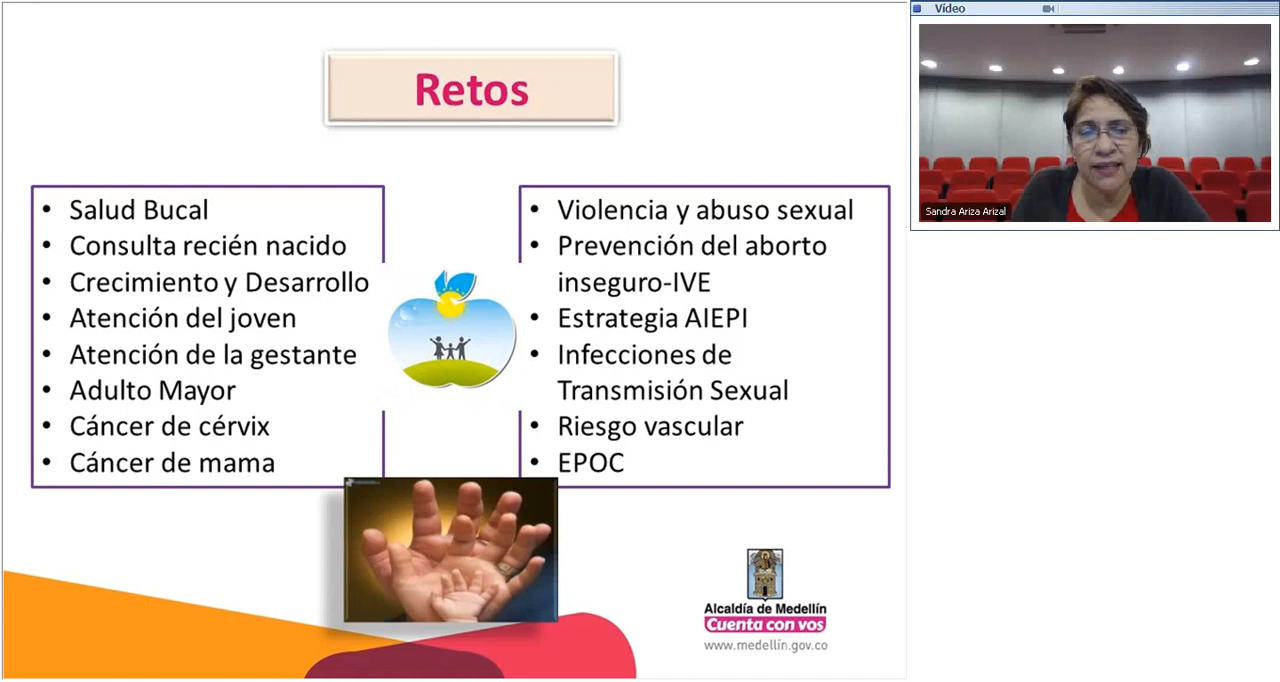 Retos
• Salud Bucal
• Consulta recién nacido
• Crecimiento y Desarrollo
• Atención del joven
• Atención de la gestante
• Adulto Mayor
• Cáncer de cérvix
• Cáncer de mama
• Violencia y abuso sexual
• Prevención del aborto
inseguro-IVE
• Estrategia AIEPI
• Infecciones de
Transmisión Sexual
• Riesgo vascular
• EPOC
Alcaldía de Medellín
Cuenta con vos
www.medellín.gov.co
Vídeo
Sandra Ariza Arizal